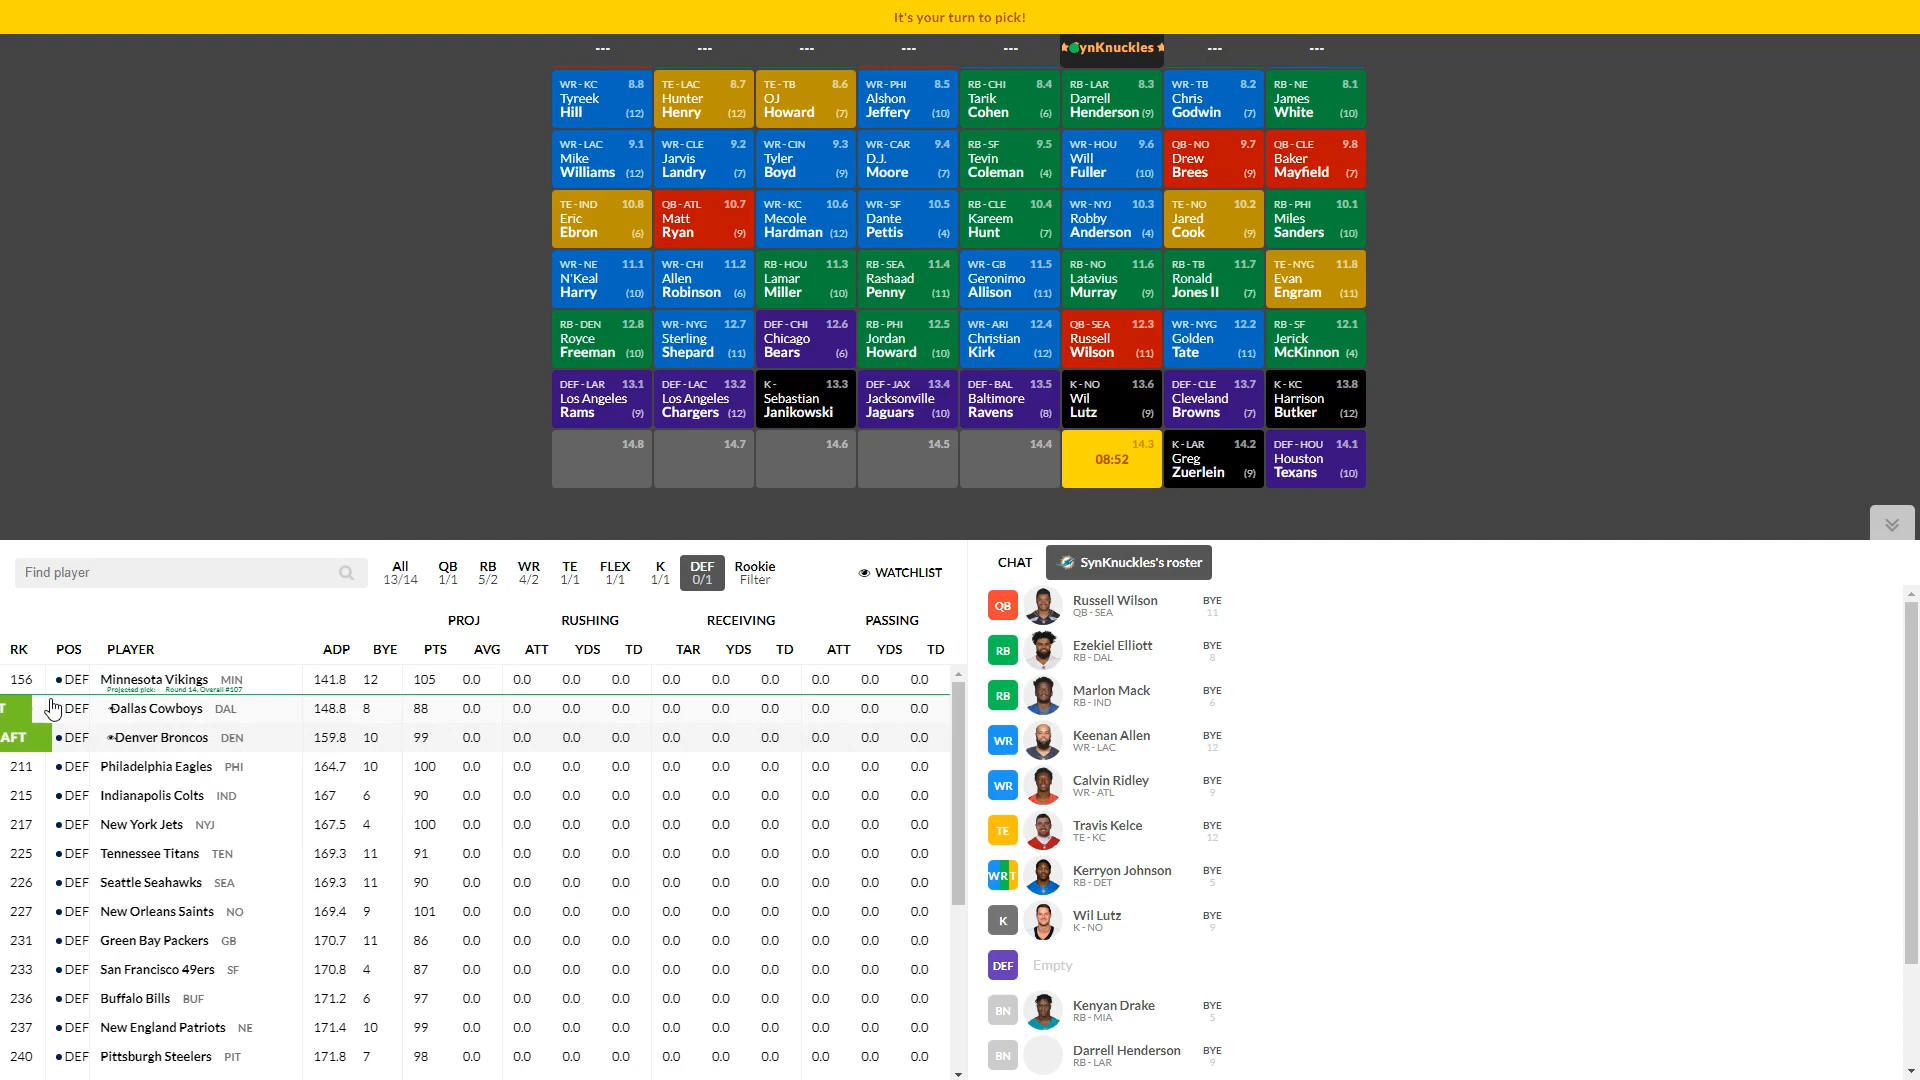 It's your turn to pick!
--- --- --- --- --- SynKnuckles --- ---
WR - KC 8.8 TE - LAC 8.7 TE - TB 8.6 WR - PHI 8.5 RB - CHI 8.4 RB - LAR 8.3 WR - TB 8.2 RB - NE 8.1
Tyreek Hunter OJ Alshon Tarik Darrell Chris James
Hill (12) Henry (12) Howard (7) Jeffery (10) Cohen (6) Henderson (9) Godwin (7) White (10)
WR - LAC 9.1 WR - CLE 9.2 WR - CIN 9.3 WR - CAR 9.4 RB - SF 9.5 WR - HOU 9.6 QB - NO 9.7 QB - CLE 9.8
Mike Jarvis Tyler D.J. Tevin Will Drew Baker
Williams (12) Landry (7) Boyd (9) Moore (7) Coleman (4) Fuller (10) Brees (9) Mayfield (7)
TE - IND 10.8 QB - ATL 10.7 WR - KC 10.6 WR - SF 10.5 RB - CLE 10.4 WR - NYJ 10.3 TE - NO 10.2 RB - PHI 10.1
Eric Matt Mecole Dante Kareem Robby Jared Miles
Ebron (6) Ryan (9) Hardman (12) Pettis (4) Hunt (7) Anderson (4) Cook (9) Sanders (10)
WR - NE 11.1 WR - CHI 11.2 RB - HOU 11.3 RB - SEA 11.4 WR - GB 11.5 RB - NO 11.6 RB - TB 11.7 TE - NYG 11.8
N'Keal Allen Lamar Rashaad Geronimo Latavius Ronald Evan
Harry (10) Robinson (6) Miller (10) Penny (11) Allison (11) Murray (9) Jones II (7) Engram (11)
RB - DEN 12.8 WR - NYG 12.7 DEF - CHI 12.6 RB - PHI 12.5 WR - ARI 12.4 QB - SEA 12.3 WR - NYG 12.2 RB - SF 12.1
Royce Sterling Chicago Jordan Christian Russell Golden Jerick
Freeman (10) Shepard (11) Bears (6) Howard (10) Kirk (12) Wilson (11) Tate (11) McKinnon (4)
DEF - LAR 13.1 DEF - LAC 13.2 K - 13.3 DEF - JAX 13.4 DEF - BAL 13.5 K - NO 13.6 DEF - CLE 13.7 K - KC 13.8
Los Angeles Los Angeles Sebastian Jacksonville Baltimore Wil Cleveland Harrison
Rams (9) Chargers (12) Janikowski Jaguars (10) Ravens (8) Lutz (9) Browns (7) Butker (12)
14.8 14.7 14.6 14.5 14.4 14.3 K - LAR 14.2 DEF - HOU 14.1
08:52 Greg Houston
Zuerlein (9) Texans (10)
Find player
All QB RB WR TE FLEX K DEF Rookie
13/14 1/1 5/2 4/2 1/1 1/1 1/1 0/1 Filter
WATCHLIST
PROJ RUSHING RECEIVING PASSING
RK POS PLAYER ADP BYE PTS AVG ATT YDS TD TAR YDS TD ATT YDS TD
156 DEF Minnesota Vikings MIN 141.8 12 105 0.0 0.0 0.0 0.0 0.0 0.0 0.0 0.0 0.0 0.0
Projected pick: Round 14, Overall #107
T DEF Dallas Cowboys DAL 148.8 8 88 0.0 0.0 0.0 0.0 0.0 0.0 0.0 0.0 0.0 0.0
AFT DEF Denver Broncos DEN 159.8 10 99 0.0 0.0 0.0 0.0 0.0 0.0 0.0 0.0 0.0 0.0
211 DEF Philadelphia Eagles PHI 164.7 10 100 0.0 0.0 0.0 0.0 0.0 0.0 0.0 0.0 0.0 0.0
215 DEF Indianapolis Colts IND 167 6 90 0.0 0.0 0.0 0.0 0.0 0.0 0.0 0.0 0.0 0.0
217 DEF New York Jets NYJ 167.5 4 100 0.0 0.0 0.0 0.0 0.0 0.0 0.0 0.0 0.0 0.0
225 DEF Tennessee Titans TEN 169.3 11 91 0.0 0.0 0.0 0.0 0.0 0.0 0.0 0.0 0.0 0.0
226 DEF Seattle Seahawks SEA 169.3 11 90 0.0 0.0 0.0 0.0 0.0 0.0 0.0 0.0 0.0 0.0
227 DEF New Orleans Saints NO 169.4 9 101 0.0 0.0 0.0 0.0 0.0 0.0 0.0 0.0 0.0 0.0
231 DEF Green Bay Packers GB 170.7 11 86 0.0 0.0 0.0 0.0 0.0 0.0 0.0 0.0 0.0 0.0
233 DEF San Francisco 49ers SF 170.8 4 87 0.0 0.0 0.0 0.0 0.0 0.0 0.0 0.0 0.0 0.0
236 DEF Buffalo Bills BUF 171.2 6 97 0.0 0.0 0.0 0.0 0.0 0.0 0.0 0.0 0.0 0.0
237 DEF New England Patriots NE 171.4 10 99 0.0 0.0 0.0 0.0 0.0 0.0 0.0 0.0 0.0 0.0
240 DEF Pittsburgh Steelers PIT 171.8 7 98 0.0 0.0 0.0 0.0 0.0 0.0 0.0 0.0 0.0 0.0
CHAT SynKnuckles's roster
QB Russell Wilson BYE
QB - SEA 11
RB Ezekiel Elliott BYE
RB - DAL 8
RB Marlon Mack BYE
RB - IND 6
WR Keenan Allen BYE
WR - LAC 12
WR Calvin Ridley BYE
WR - ATL 9
TE Travis Kelce BYE
TE - KC 12
WRT Kerryon Johnson BYE
RB - DET 5
K Wil Lutz BYE
K - NO 9
DEF Empty
BN Kenyan Drake BYE
RB - MIA 5
BN Darrell Henderson BYE
RB - LAR 9